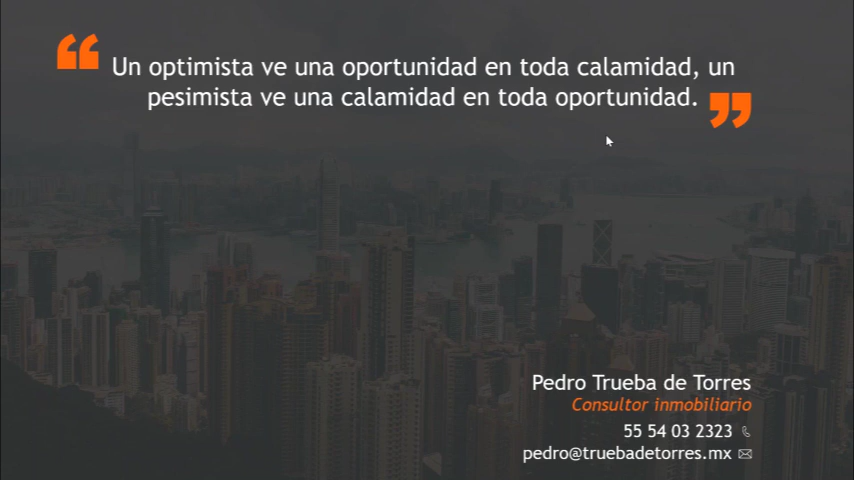 “ Un optimista ve una oportunidad en toda calamidad, un
pesimista ve una calamidad en toda oportunidad. ”
Pedro Trueba de Torres
Consultor inmobiliario
55 54 03 2323
pedro@truebadetorres.mx